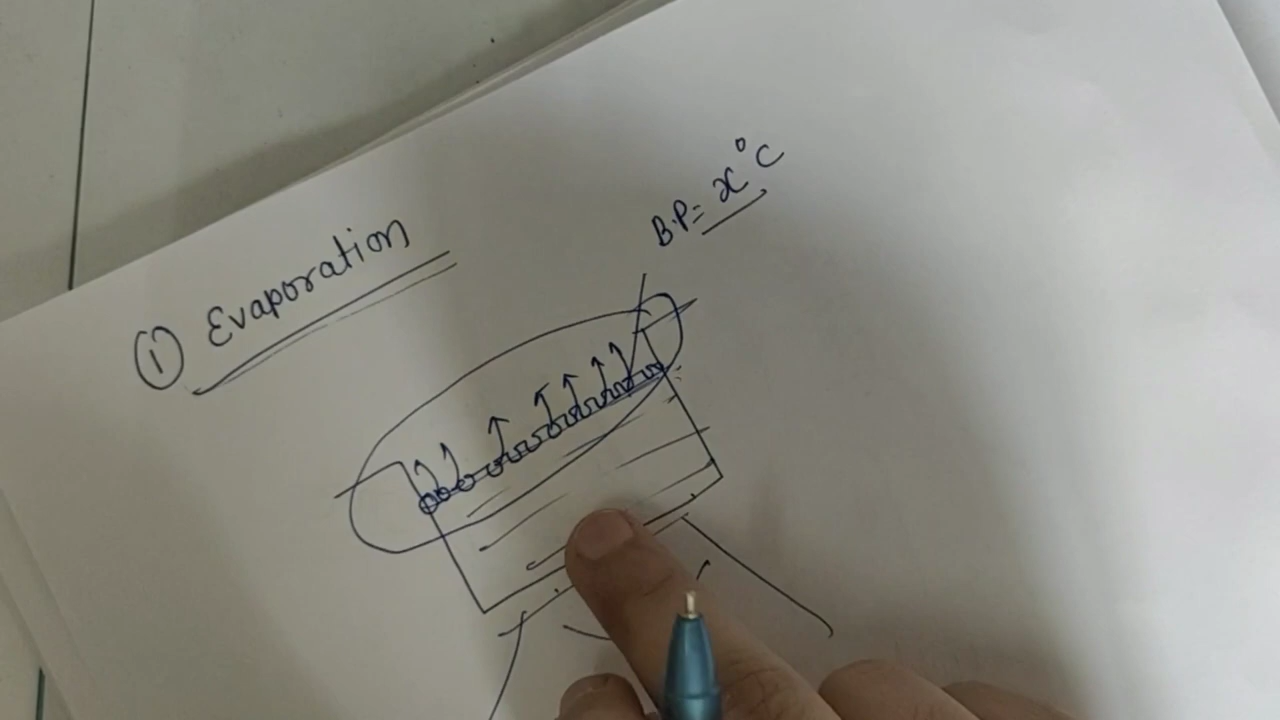 ① Evaporation
B.P= x°C